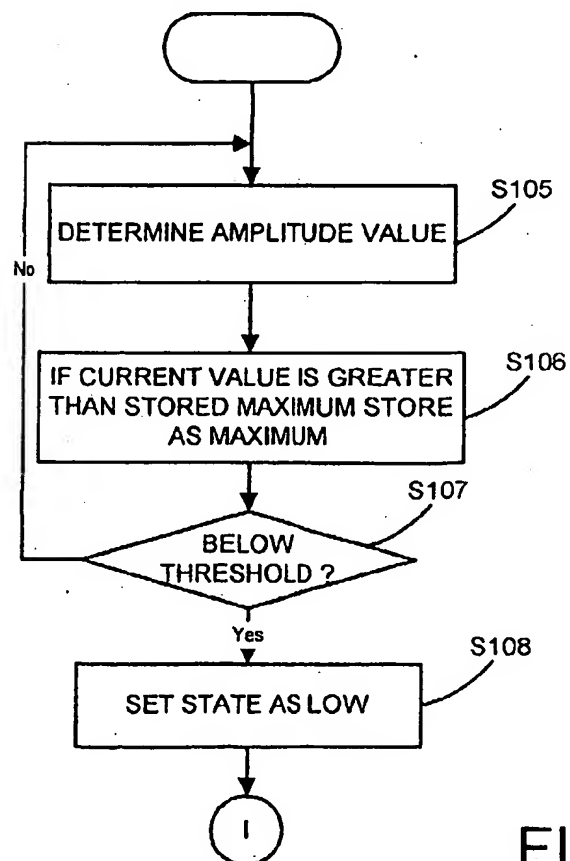 S105
DETERMINE AMPLITUDE VALUE
No
S106
IF CURRENT VALUE IS GREATER
THAN STORED MAXIMUM STORE
AS MAXIMUM
S107
BELOW
THRESHOLD ?
Yes
S108
SET STATE AS LOW
I